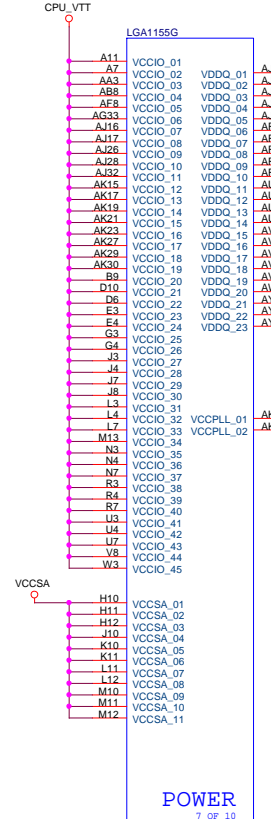 CPU_VTT
LGA1155G
A11 VCCIO_01
A7 VCCIO_02 VDDQ_01
AA3 VCCIO_03 VDDQ_02
AB8 VCCIO_04 VDDQ_03
AF8 VCCIO_05 VDDQ_04
AG33 VCCIO_06 VDDQ_05
AJ16 VCCIO_07 VDDQ_06
AJ17 VCCIO_08 VDDQ_07
AJ26 VCCIO_09 VDDQ_08
AJ28 VCCIO_10 VDDQ_09
AJ32 VCCIO_11 VDDQ_10
AK15 VCCIO_12 VDDQ_11
AK17 VCCIO_13 VDDQ_12
AK19 VCCIO_14 VDDQ_13
AK21 VCCIO_15 VDDQ_14
AK23 VCCIO_16 VDDQ_15
AK27 VCCIO_17 VDDQ_16
AK29 VCCIO_18 VDDQ_17
AK30 VCCIO_19 VDDQ_18
B9 VCCIO_20 VDDQ_19
D10 VCCIO_21 VDDQ_20
D6 VCCIO_22 VDDQ_21
E3 VCCIO_23 VDDQ_22
E4 VCCIO_24 VDDQ_23
G3 VCCIO_25
G4 VCCIO_26
J3 VCCIO_27
J4 VCCIO_28
J7 VCCIO_29
J8 VCCIO_30
L3 VCCIO_31
L4 VCCIO_32 VCCPLL_01
L7 VCCIO_33 VCCPLL_02
M13 VCCIO_34
N3 VCCIO_35
N4 VCCIO_36
N7 VCCIO_37
R3 VCCIO_38
R4 VCCIO_39
R7 VCCIO_40
U3 VCCIO_41
U4 VCCIO_42
U7 VCCIO_43
V8 VCCIO_44
W3 VCCIO_45
VCCSA
H10 VCCSA_01
H11 VCCSA_02
H12 VCCSA_03
J10 VCCSA_04
K10 VCCSA_05
K11 VCCSA_06
L11 VCCSA_07
L12 VCCSA_08
M10 VCCSA_09
M11 VCCSA_10
M12 VCCSA_11
POWER
7 OF 10